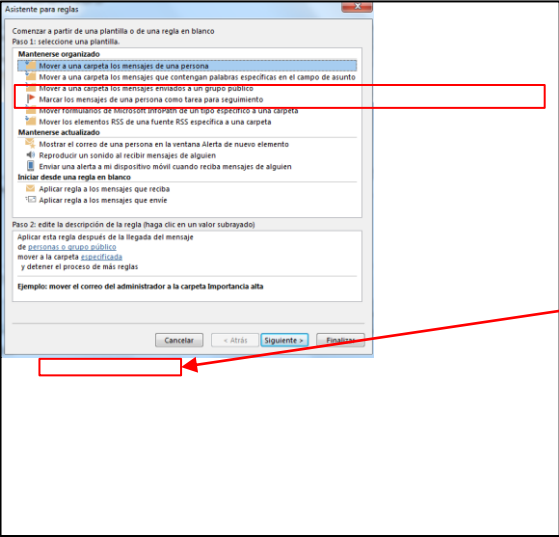 Asistente para reglas
Comenzar a partir de una plantilla o de una regla en blanco
Paso 1: seleccione una plantilla.
Mantenerse organizado
Mover a una carpeta los mensajes de una persona
Mover a una carpeta los mensajes que contengan palabras específicas en el campo de asunto
Mover a una carpeta los mensajes enviados a un grupo público
Marcar los mensajes de una persona como tarea para seguimiento
Mover formularios de Microsoft InfoPath de un tipo específico a una carpeta
Mover los elementos RSS de una fuente RSS específica a una carpeta
Mantenerse actualizado
Mostrar el correo de una persona en la ventana Alerta de nuevo elemento
Reproducir un sonido al recibir mensajes de alguien
Enviar una alerta a mi dispositivo móvil cuando reciba mensajes de alguien
Iniciar desde una regla en blanco
Aplicar regla a los mensajes que reciba
Aplicar regla a los mensajes que envíe
Paso 2: edite la descripción de la regla (haga clic en un valor subrayado)
Aplicar esta regla después de la llegada del mensaje
de personas o grupo público
mover a la carpeta especificada
y detener el proceso de más reglas
Ejemplo: mover el correo del administrador a la carpeta Importancia alta
Cancelar < Atrás Siguiente > Finalizar